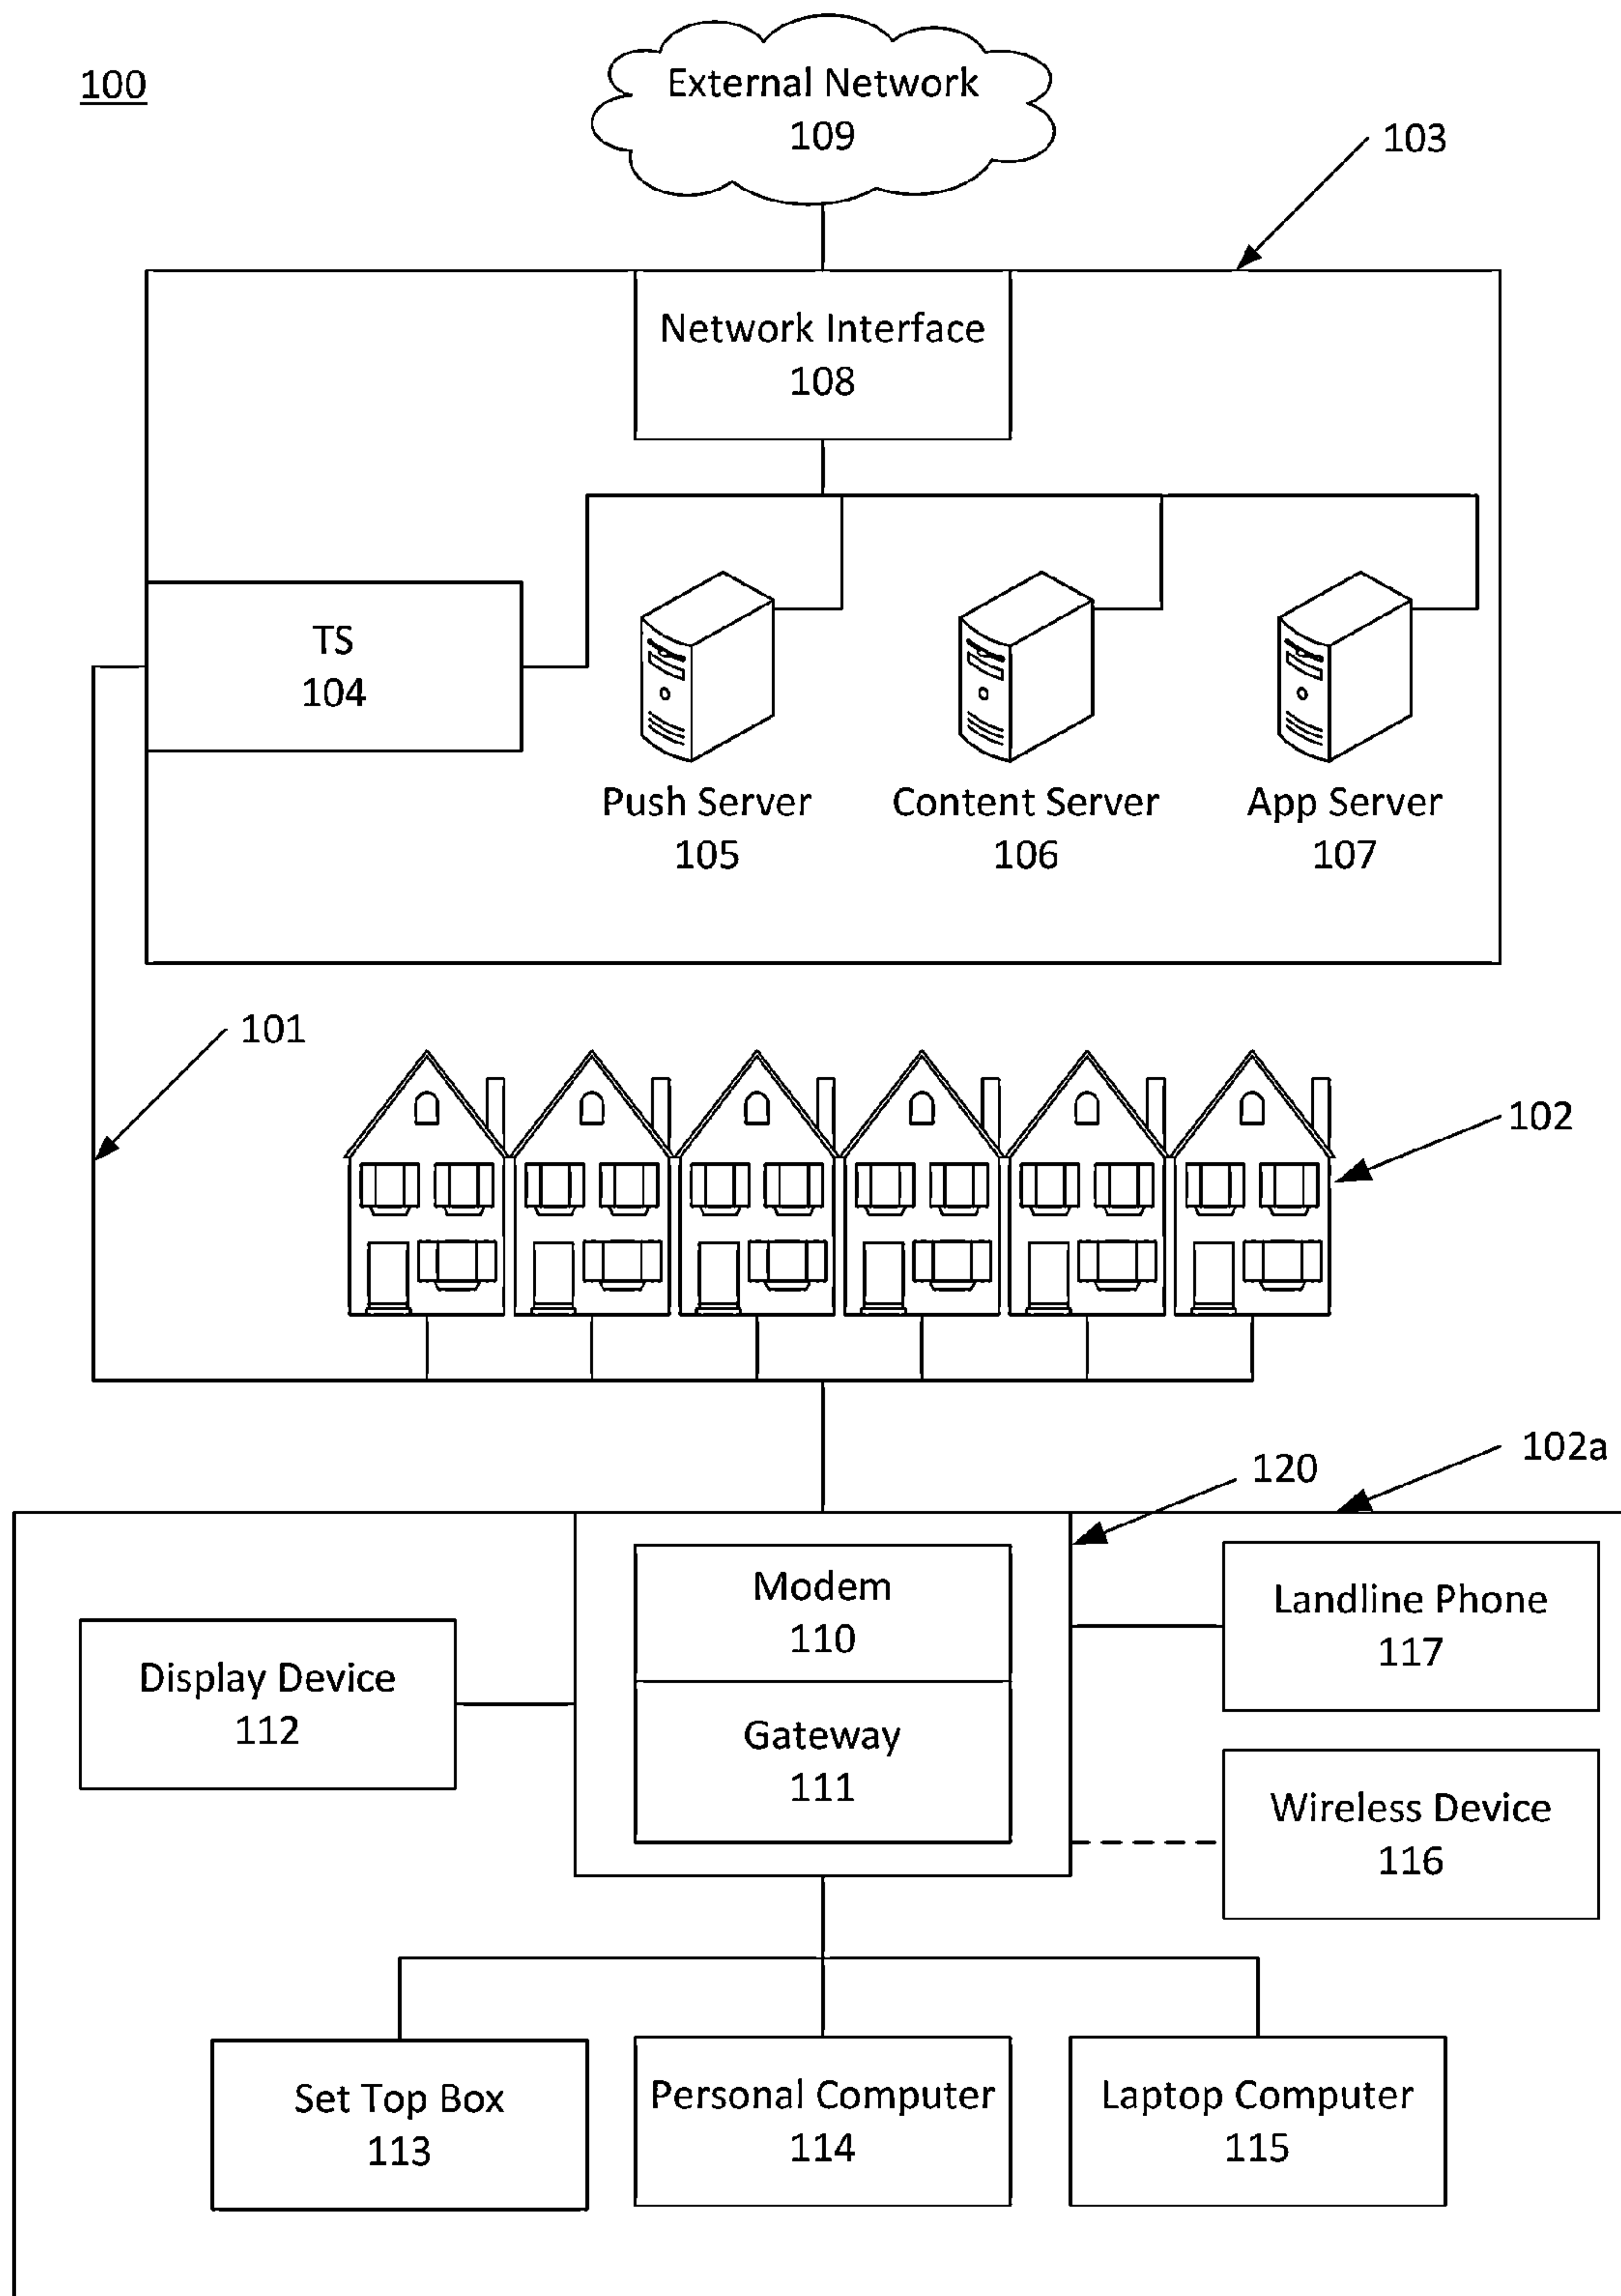 100
External Network
109
103
Network Interface
108
TS
104
Push Server
105
Content Server
106
App Server
107
101
102
102a
120
Modem
110
Landline Phone
117
Display Device
112
Gateway
111
Wireless Device
116
Set Top Box
113
Personal Computer
114
Laptop Computer
115